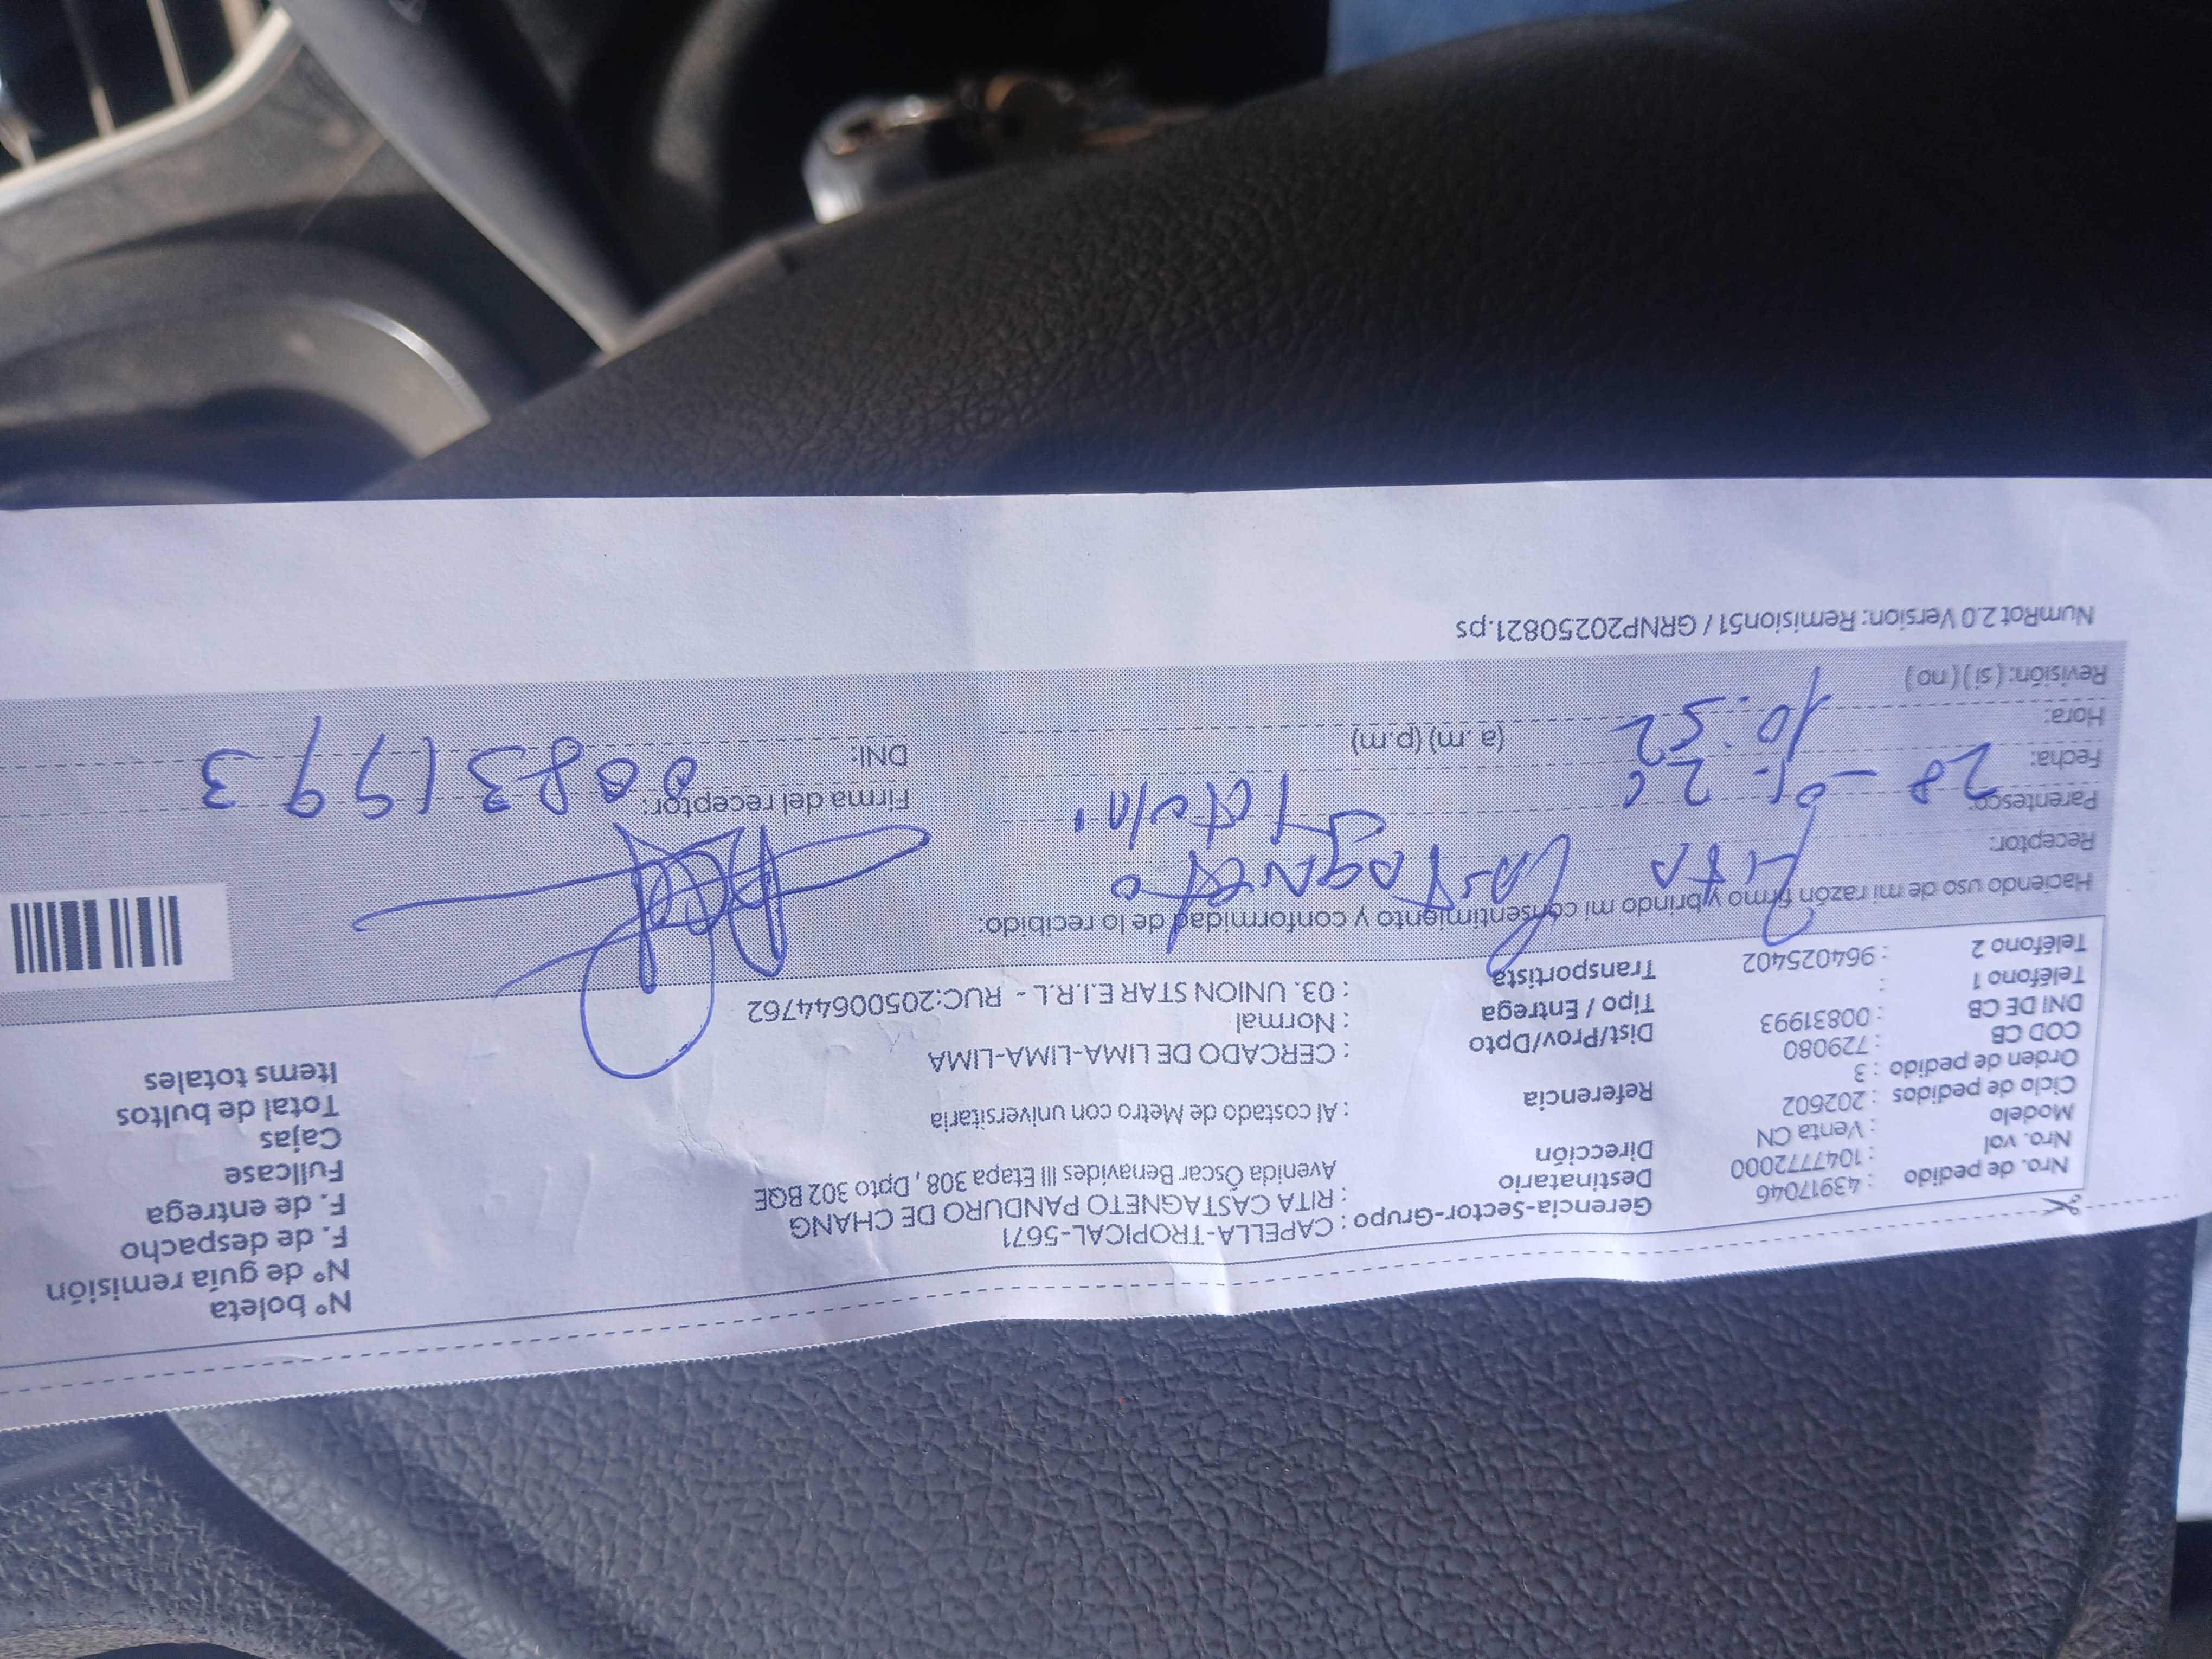 Nro. de pedido : 43917046
Nro. vol : 1047772000
Modelo : Venta CN
Ciclo de pedidos : 202602
Orden de pedido : 3
COD CB : 729080
DNI DE CB : 00831993
Teléfono 1 :
Teléfono 2 : 964025402
Gerencia-Sector-Grupo : CAPELLA-TROPICAL-5671
Destinatario : RITA CASTAGNETO PANDURO DE CHANG
Dirección Avenida Óscar Benavides III Etapa 308, Dpto 302 BQE
Referencia : Al costado de Metro con universitaria
Dist/Prov/Dpto : CERCADO DE LIMA-LIMA-LIMA
Tipo / Entrega : Normal
Transportista : 03. UNION STAR E.I.R.L - RUC:20500644762
N° boleta
N° de guía remisión
F. de despacho
F. de entrega
Fullcase
Cajas
Total de bultos
Items totales
Haciendo uso de mi razón firmo y brindo mi consentimiento y conformidad de lo recibido:
Receptor: Rita Castagneto
Parentesco: Titular
Fecha: 28-01-26
Hora: 10:52 (a.m) (p.m)
Revisión: (si) (no)
Firma del receptor:
DNI: 00831993
NumRot 2.0 Version: Remision51 / GRNP20250821.ps